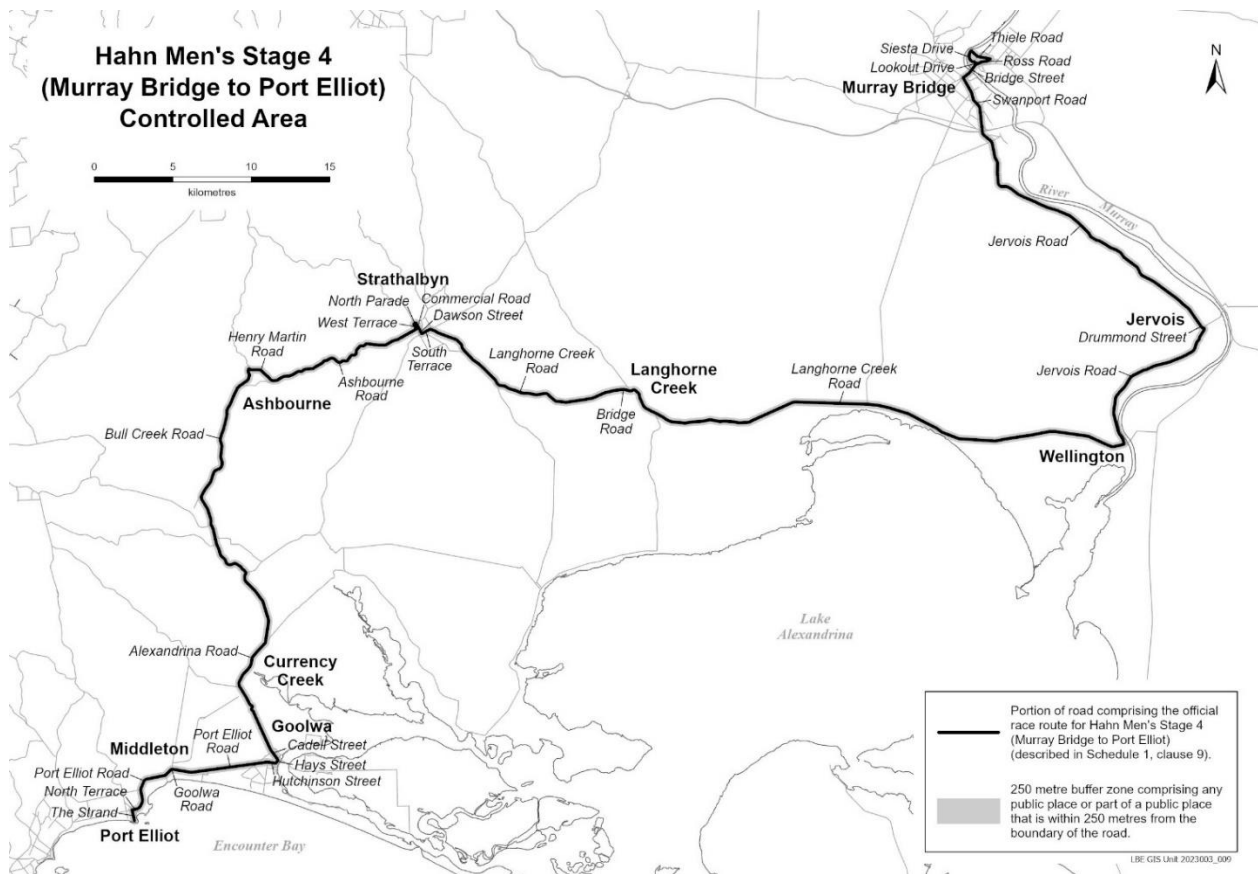 Hahn Men's Stage 4
(Murray Bridge to Port Elliot)
Controlled Area
0 5 10 15
kilometres
N
Siesta Drive
Thiele Road
Lookout Drive
Ross Road
Murray Bridge
Bridge Street
Swanport Road
River
Murray
Jervois Road
Jervois
Drummond Street
Jervois Road
Wellington
Strathalbyn
North Parade
Commercial Road
West Terrace
Dawson Street
South
Terrace
Henry Martin
Road
Langhorne Creek
Road
Langhorne
Creek
Langhorne Creek
Road
Ashbourne
Road
Ashbourne
Bridge
Road
Bull Creek Road
Lake
Alexandrina
Alexandrina Road
Currency
Creek
Goolwa
Port Elliot
Road
Cadell Street
Middleton
Hays Street
Port Elliot Road
Hutchinson Street
North Terrace
Goolwa
Road
The Strand
Port Elliot
Encounter Bay
Portion of road comprising the official
race route for Hahn Men's Stage 4
(Murray Bridge to Port Elliot)
(described in Schedule 1, clause 9).
250 metre buffer zone comprising any
public place or part of a public place
that is within 250 metres from the
boundary of the road.
LBE GIS Unit 2023003_009